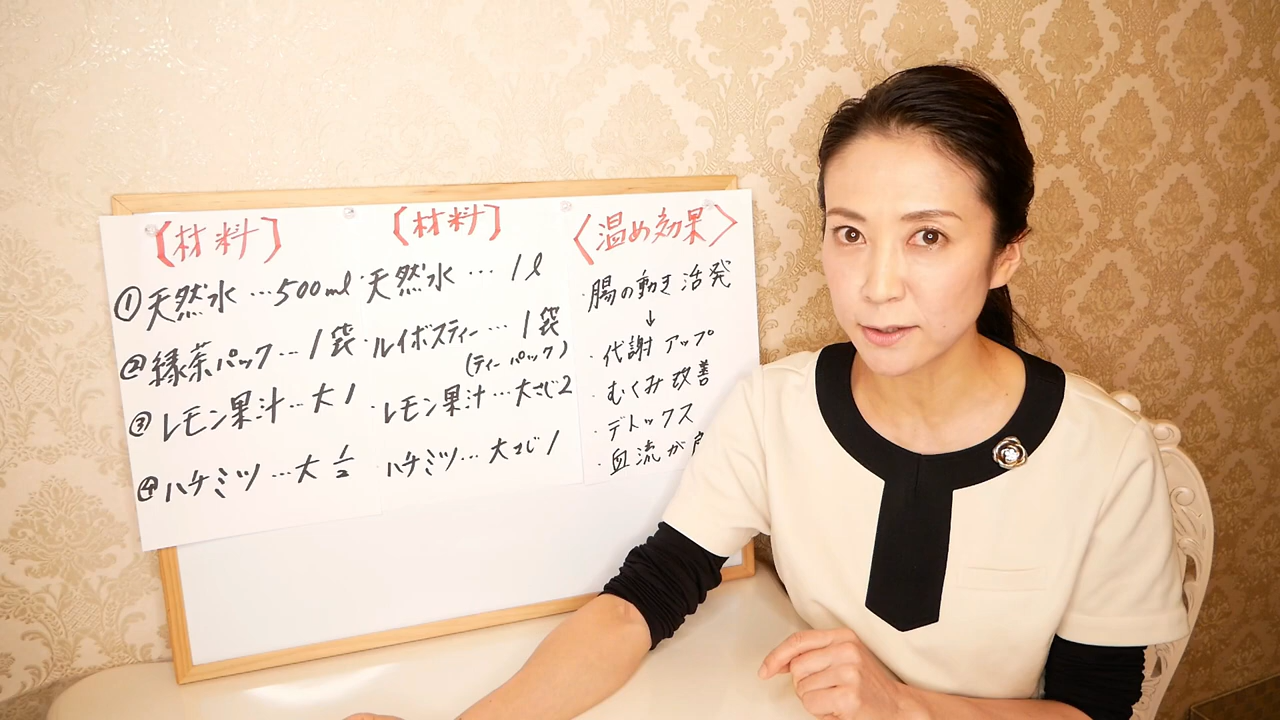 【材料】
①天然水…500ml
②緑茶パック…1袋
③レモン果汁…大1
④ハチミツ…大1/2
【材料】
・天然水…1l
・ルイボスティー…1袋
(ティーパック)
・レモン果汁…大さじ2
・ハチミツ…大さじ1
〈温め効果〉
・腸の動き活発
↓
・代謝アップ
・むくみ改善
・デトックス
・血流が